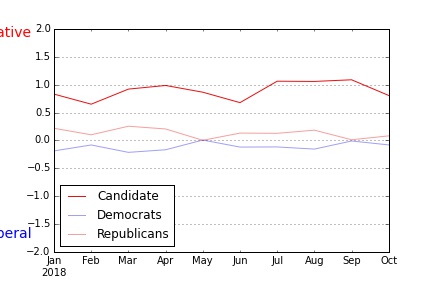 ative
2.0
1.5
1.0
0.5
0.0
−0.5
−1.0
−1.5
−2.0
beral
Candidate
Democrats
Republicans
Jan Feb Mar Apr May Jun Jul Aug Sep Oct
2018